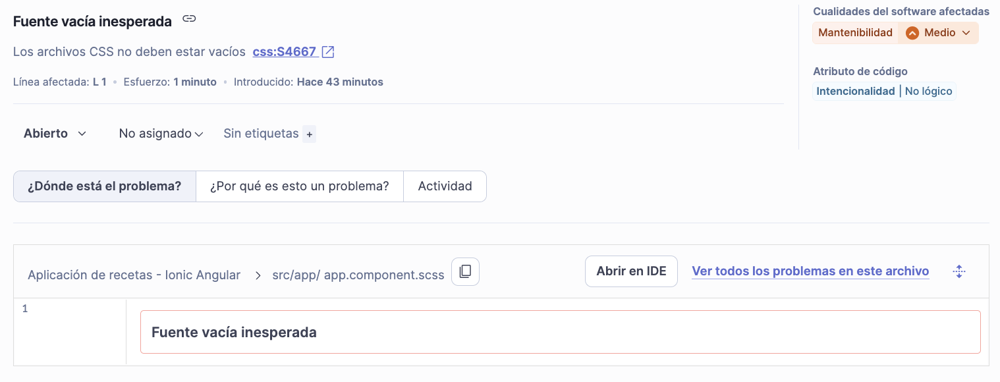 Fuente vacía inesperada
Los archivos CSS no deben estar vacíos css:S4667
Línea afectada: L 1 • Esfuerzo: 1 minuto • Introducido: Hace 43 minutos
Cualidades del software afectadas
Mantenibilidad Medio
Atributo de código
Intencionalidad | No lógico
Abierto No asignado Sin etiquetas +
¿Dónde está el problema? ¿Por qué es esto un problema? Actividad
Aplicación de recetas - Ionic Angular > src/app/ app.component.scss Abrir en IDE Ver todos los problemas en este archivo
1
Fuente vacía inesperada